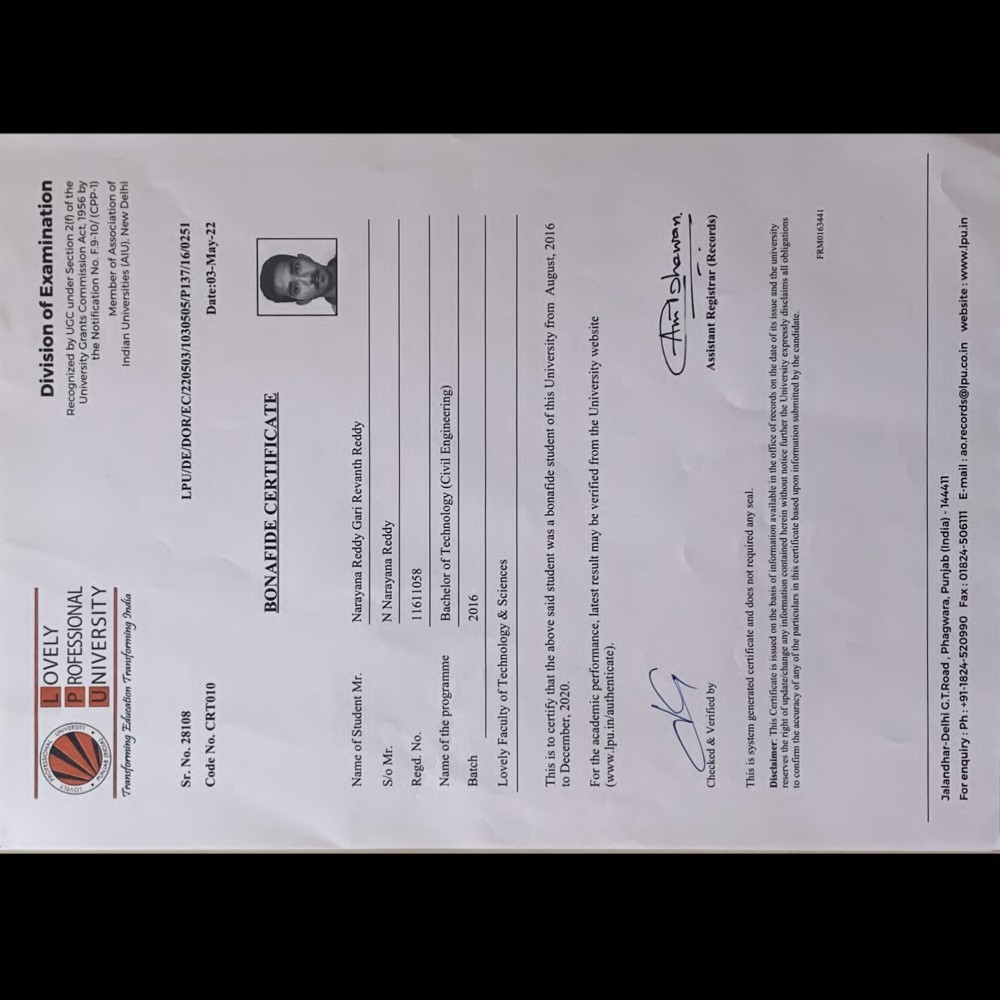 LOVELY
PROFESSIONAL
UNIVERSITY
LOVELY PROFESSIONAL UNIVERSITY
Transforming Education Transforming India
Division of Examination
Recognized by UGC under Section 2(f) of the
University Grants Commission Act, 1956 by
the Notification No. F.9-10/ (CPP-1)
Member of Association of
Indian Universities (AIU), New Delhi
Sr. No. 28108 LPU/DE/DOR/EC/220503/1030505/P137/16/0251
Code No. CRT010 Date:03-May-22
BONAFIDE CERTIFICATE
Name of Student Mr. Narayana Reddy Gari Revanth Reddy
S/o Mr. N Narayana Reddy
Regd. No. 11611058
Name of the programme Bachelor of Technology (Civil Engineering)
Batch 2016
Lovely Faculty of Technology & Sciences
This is to certify that the above said student was a bonafide student of this University from August, 2016
to December, 2020.
For the academic performance, latest result may be verified from the University website
(www.lpu.in/authenticate).
Checked & Verified by Assistant Registrar (Records)
This is system generated certificate and does not required any seal.
Disclaimer: This Certificate is issued on the basis of information available in the office of records on the date of its issue and the university
reserves the right of update/change any information contained herein without notice further the University expressly disclaims all obligations
to confirm the accuracy of any of the particulars in this certificate based upon information submitted by the candidate.
FRM0163441
Jalandhar-Delhi G.T.Road , Phagwara, Punjab (India) - 144411
For enquiry : Ph : +91-1824-520990 Fax : 01824-506111 E-mail : ao.records@lpu.co.in website : www.lpu.in